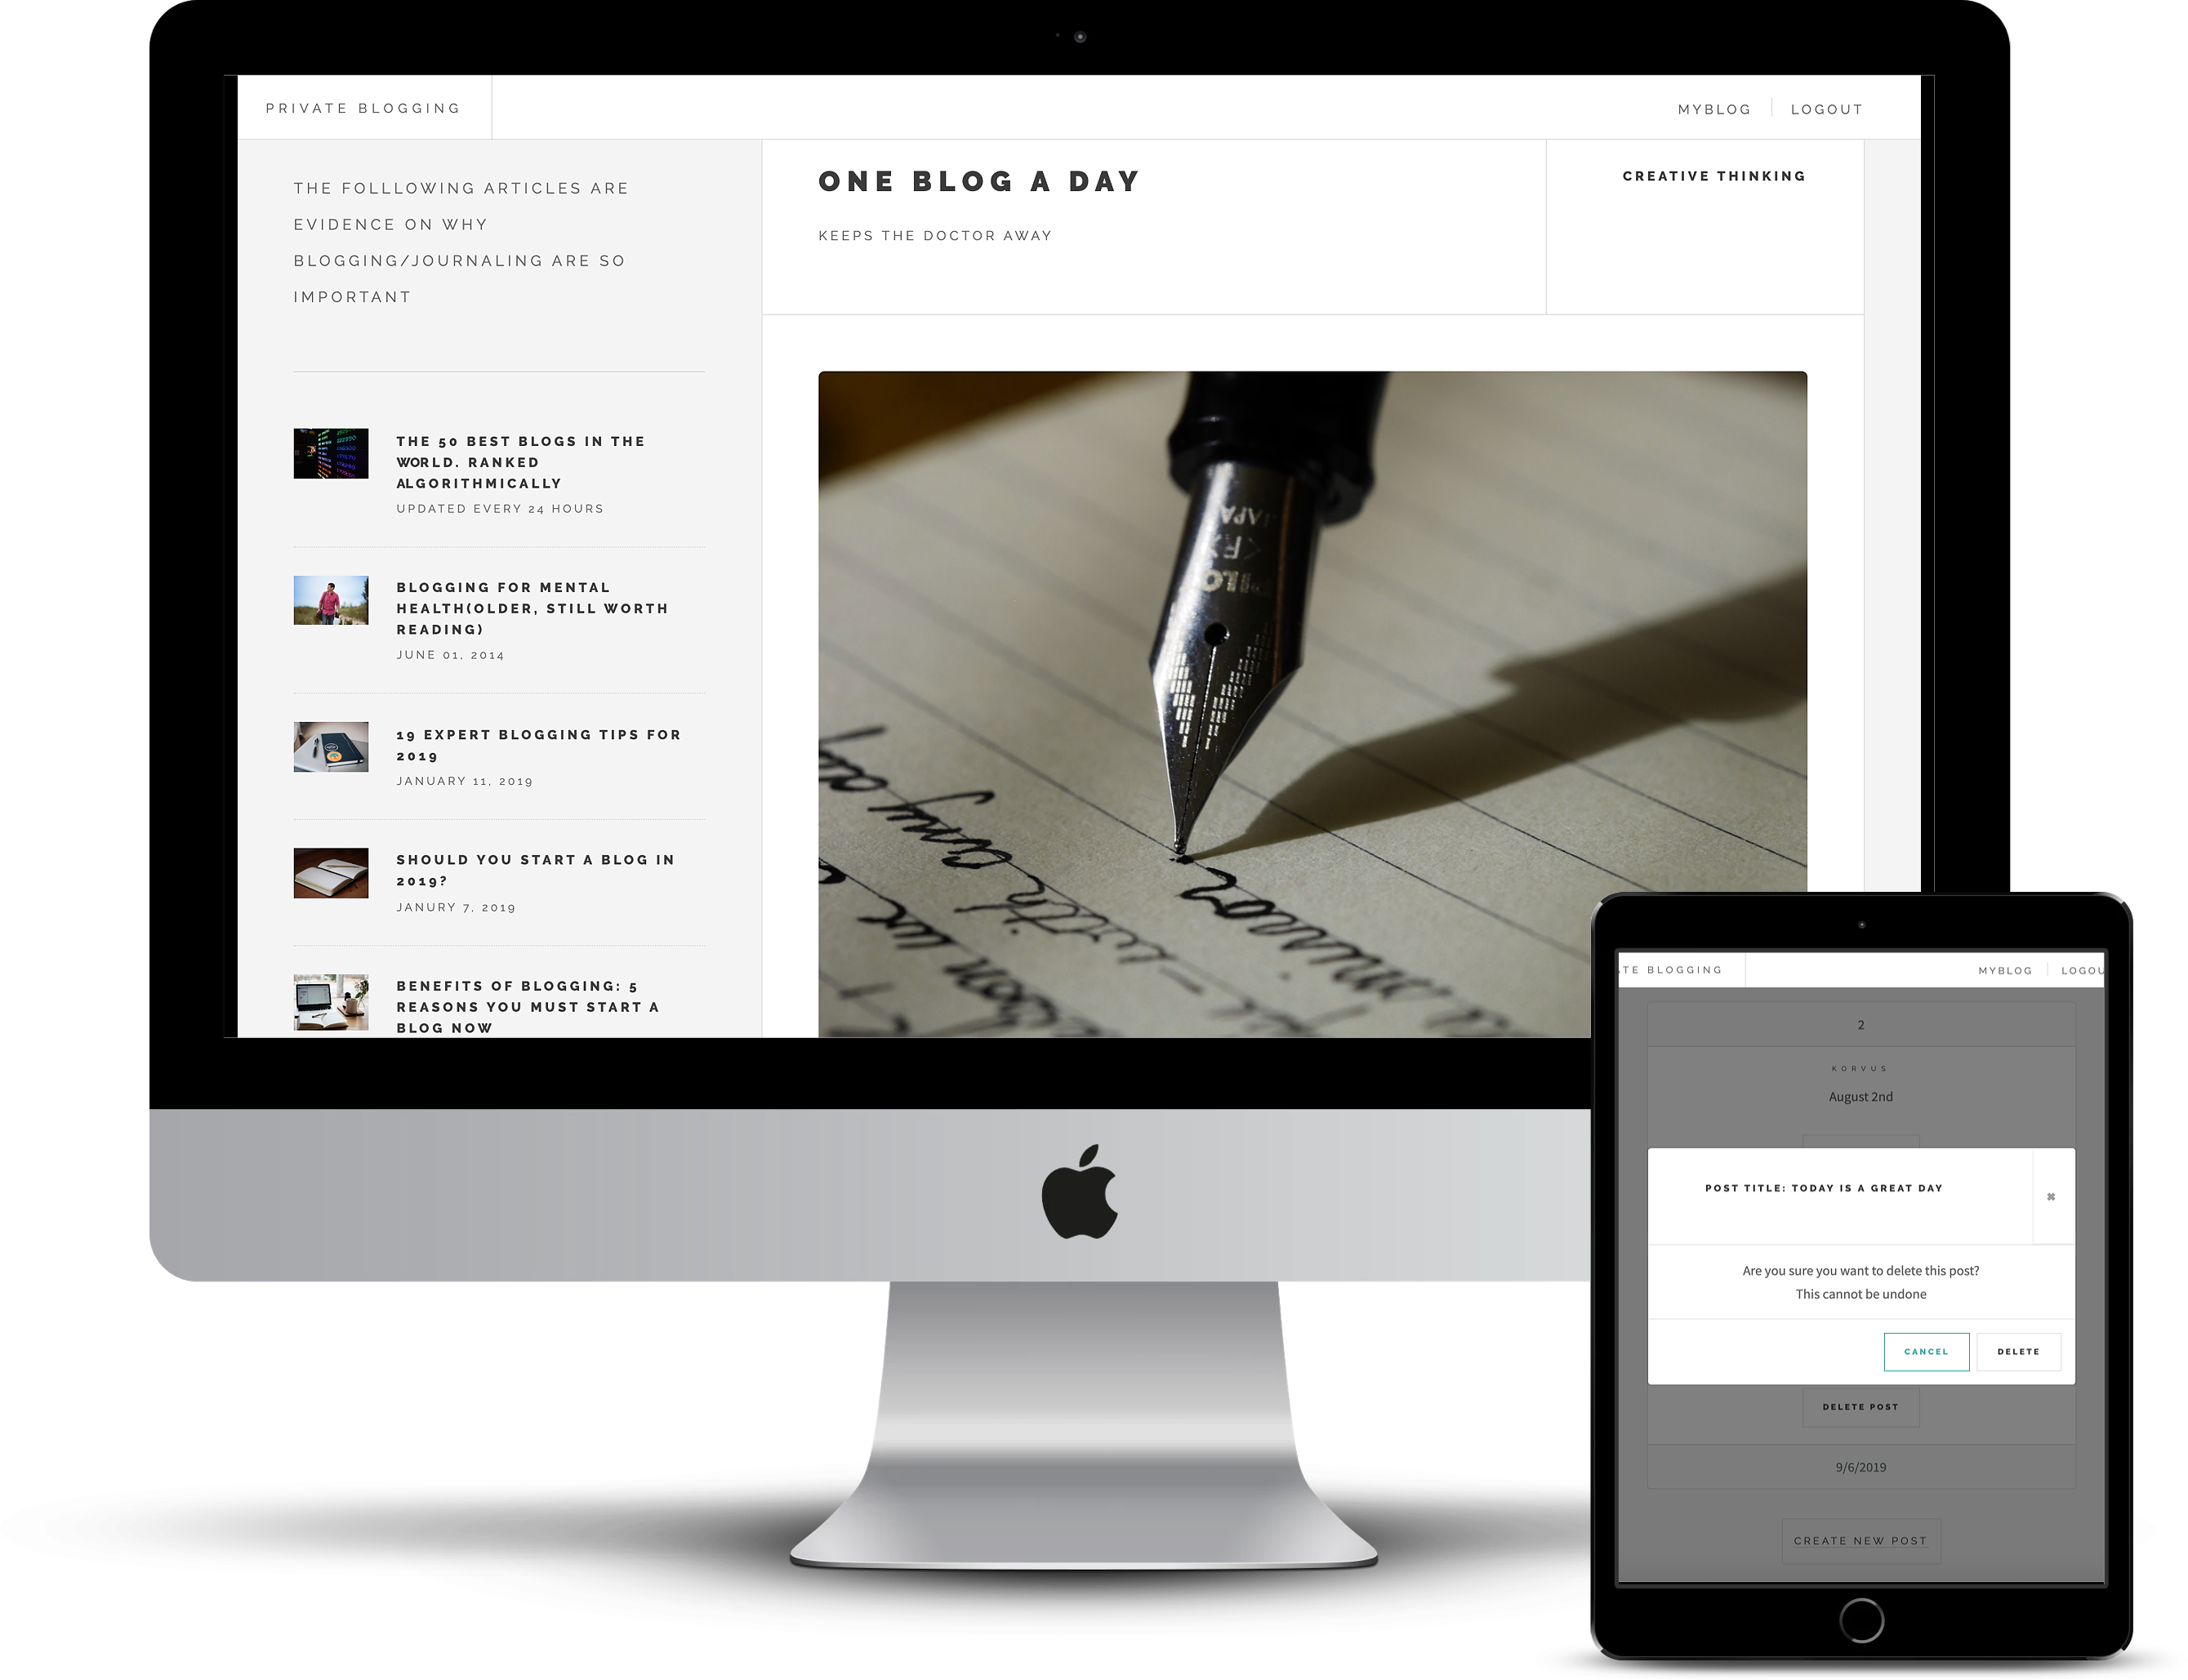 PRIVATE BLOGGING
MYBLOG
LOGOUT
THE FOLLLOWING ARTICLES ARE
EVIDENCE ON WHY
BLOGGING/JOURNALING ARE SO
IMPORTANT
THE 50 BEST BLOGS IN THE
WORLD. RANKED
ALGORITHMICALLY
UPDATED EVERY 24 HOURS
BLOGGING FOR MENTAL
HEALTH(OLDER, STILL WORTH
READING)
JUNE 01, 2014
19 EXPERT BLOGGING TIPS FOR
2019
JANUARY 11, 2019
SHOULD YOU START A BLOG IN
2019?
JANURY 7, 2019
BENEFITS OF BLOGGING: 5
REASONS YOU MUST START A
BLOG NOW
ONE BLOG A DAY
KEEPS THE DOCTOR AWAY
CREATIVE THINKING
BLOGGING
MYBLOG
2
KORVUS
August 2nd
POST TITLE: TODAY IS A GREAT DAY
Are you sure you want to delete this post?
This cannot be undone
CANCEL
DELETE
DELETE POST
9/6/2019
CREATE NEW POST